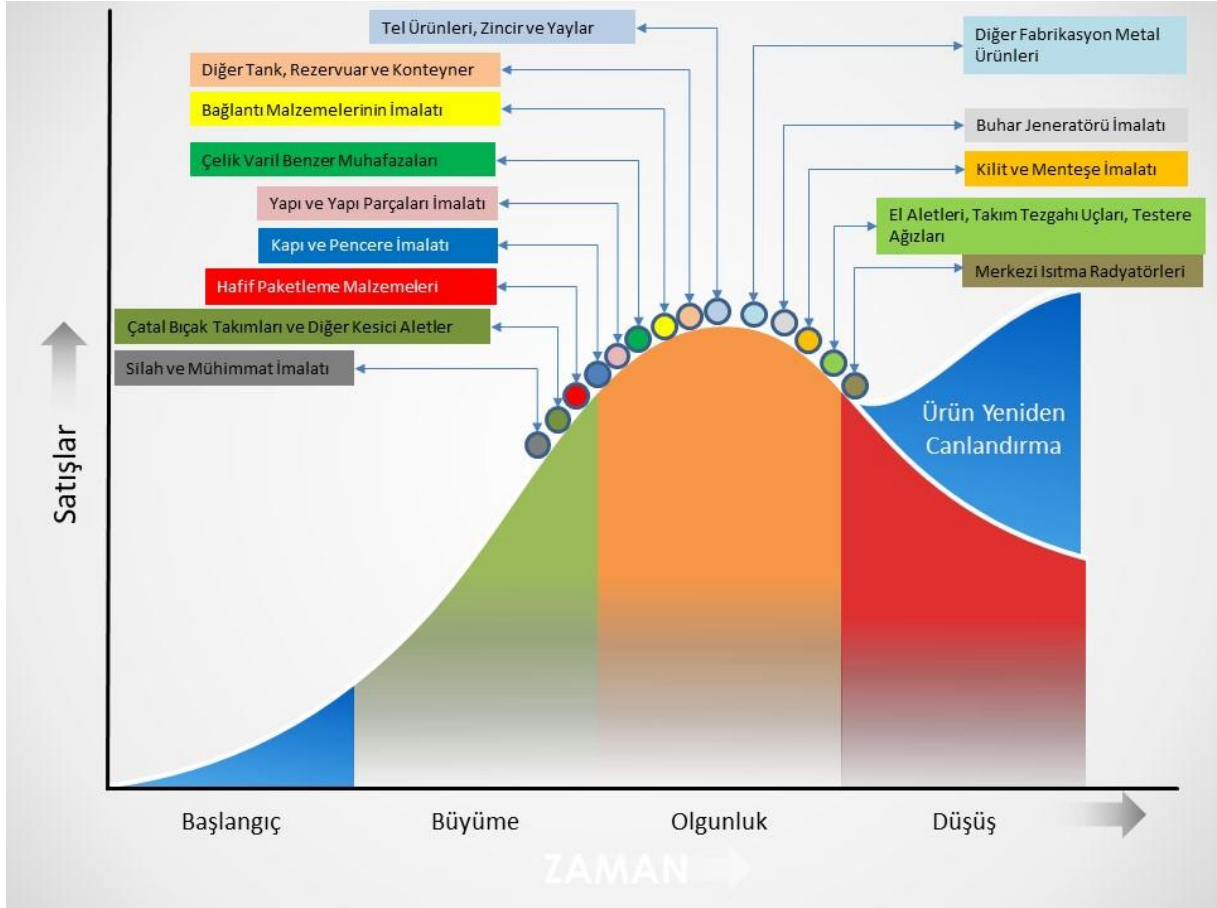 Tel Ürünleri, Zincir ve Yaylar
Diğer Tank, Rezervuar ve Konteyner
Bağlantı Malzemelerinin İmalatı
Çelik Varil Benzer Muhafazaları
Yapı ve Yapı Parçaları İmalatı
Kapı ve Pencere İmalatı
Hafif Paketleme Malzemeleri
Çatal Bıçak Takımları ve Diğer Kesici Aletler
Silah ve Mühimmat İmalatı
Diğer Fabrikasyon Metal
Ürünleri
Buhar Jeneratörü İmalatı
Kilit ve Menteşe İmalatı
El Aletleri, Takım Tezgahı Uçları, Testere
Ağızları
Merkezi Isıtma Radyatörleri
Ürün Yeniden
Canlandırma
Satışlar
Başlangıç
Büyüme
Olgunluk
Düşüş
ZAMAN